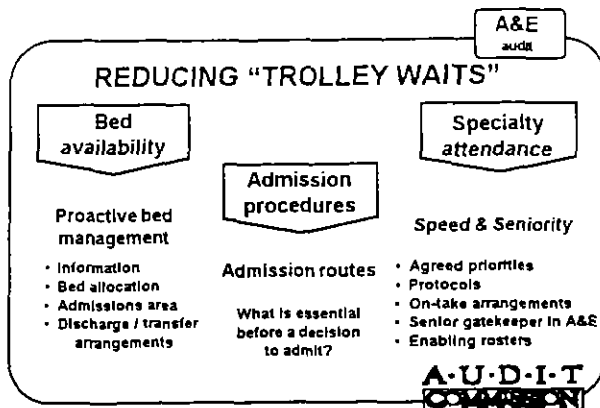 A&E
audit
REDUCING "TROLLEY WAITS"
Bed
availability
Proactive bed
management
• Information
• Bed allocation
• Admissions area
• Discharge / transfer
arrangements
Admission
procedures
Admission routes
What is essential
before a decision
to admit?
Specialty
attendance
Speed & Seniority
• Agreed priorities
• Protocols
• On-take arrangements
• Senior gatekeeper in A&E
• Enabling rosters
A·U·D·I·T
COMMISSION